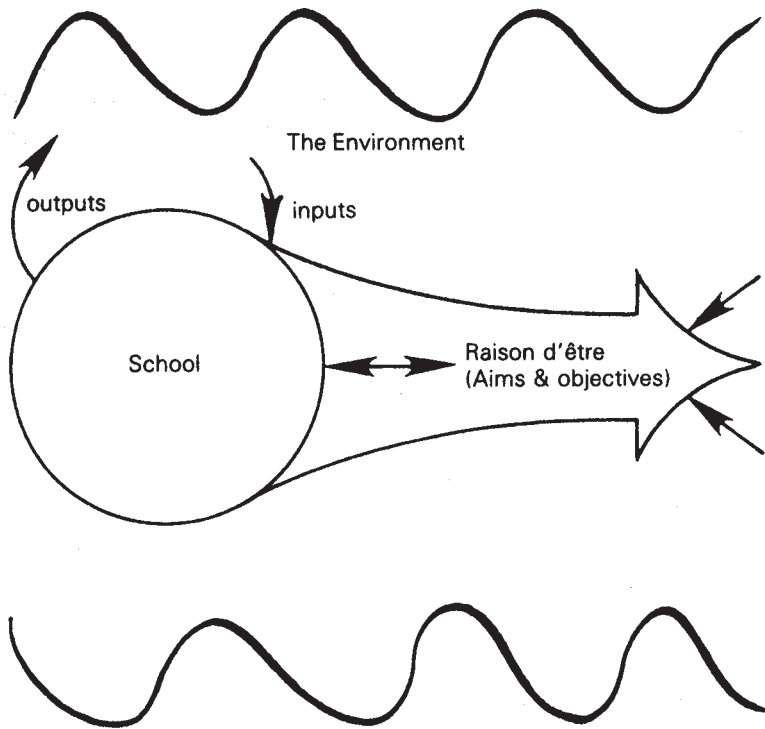 The Environment
outputs
inputs
School
Raison d'être
(Aims & objectives)